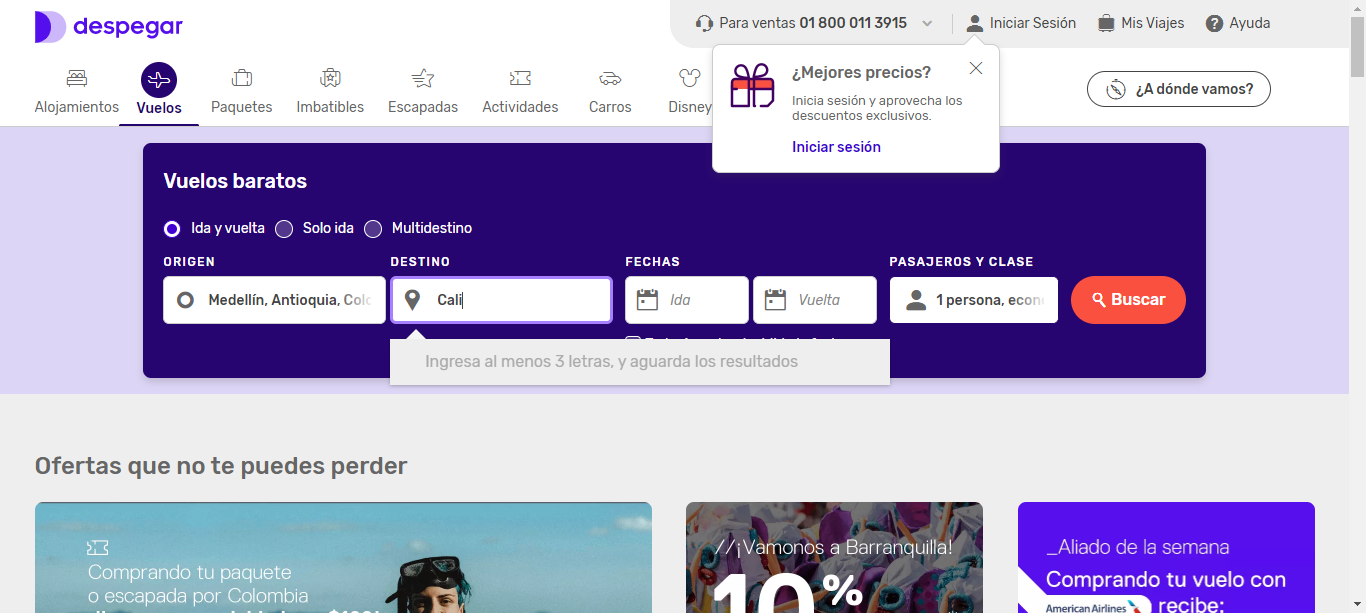 despegar
Para ventas 01 800 011 3915
Iniciar Sesión
Mis Viajes
Ayuda
Alojamientos
Vuelos
Paquetes
Imbatibles
Escapadas
Actividades
Carros
Disney
¿A dónde vamos?
¿Mejores precios?
Inicia sesión y aprovecha los
descuentos exclusivos.
Iniciar sesión
Vuelos baratos
Ida y vuelta
Solo ida
Multidestino
ORIGEN
DESTINO
FECHAS
PASAJEROS Y CLASE
Medellín, Antioquia, Colo
Cali
Ida
Vuelta
1 persona, econ
Buscar
Ingresa al menos 3 letras, y aguarda los resultados
Ofertas que no te puedes perder
Comprando tu paquete
o escapada por Colombia
//¡Vamonos a Barranquilla!
10%
_Aliado de la semana
Comprando tu vuelo con
American Airlines recibe: